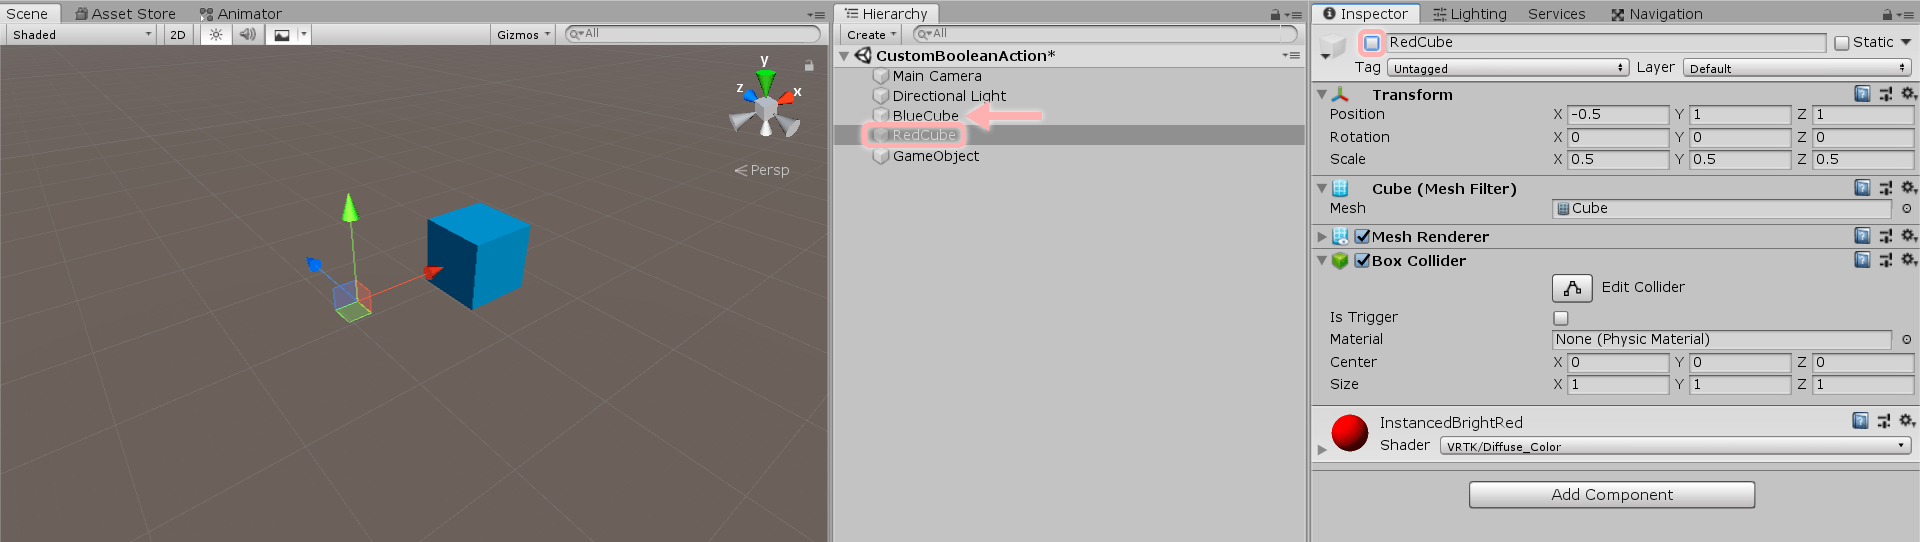 Scene Asset Store Animator
Shaded 2D Gizmos All
y
z x
Persp
Hierarchy
Create All
CustomBooleanAction*
Main Camera
Directional Light
BlueCube
RedCube
GameObject
Inspector Lighting Services Navigation
RedCube Static
Tag Untagged Layer Default
Transform
Position X -0.5 Y 1 Z 1
Rotation X 0 Y 0 Z 0
Scale X 0.5 Y 0.5 Z 0.5
Cube (Mesh Filter)
Mesh Cube
Mesh Renderer
Box Collider
Edit Collider
Is Trigger
Material None (Physic Material)
Center X 0 Y 0 Z 0
Size X 1 Y 1 Z 1
InstancedBrightRed
Shader VRTK/Diffuse_Color
Add Component